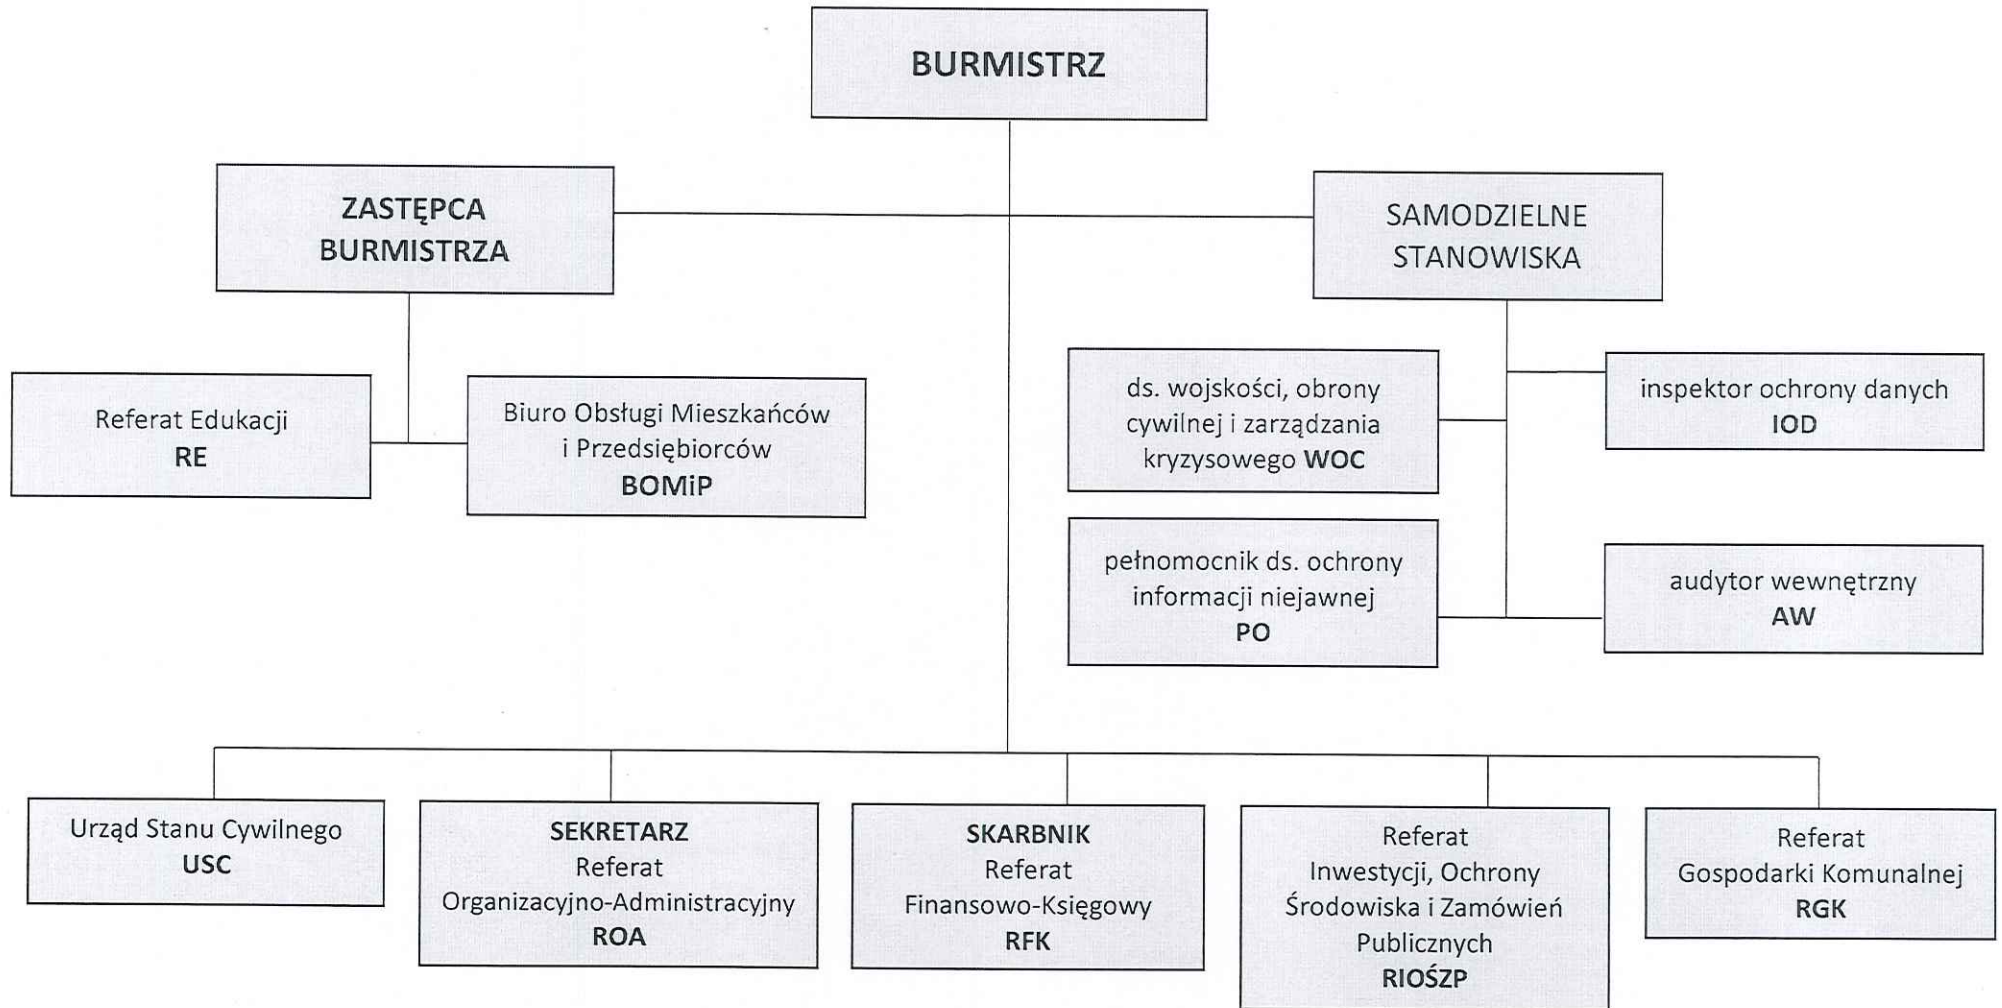 BURMISTRZ
ZASTĘPCA
BURMISTRZA
SAMODZIELNE
STANOWISKA
Referat Edukacji
RE
Biuro Obsługi Mieszkańców
i Przedsiębiorców
BOMiP
ds. wojskości, obrony
cywilnej i zarządzania
kryzysowego WOC
inspektor ochrony danych
IOD
pełnomocnik ds. ochrony
informacji niejawnej
PO
audytor wewnętrzny
AW
Urząd Stanu Cywilnego
USC
SEKRETARZ
Referat
Organizacyjno-Administracyjny
ROA
SKARBNIK
Referat
Finansowo-Księgowy
RFK
Referat
Inwestycji, Ochrony
Środowiska i Zamówień
Publicznych
RIOŚZP
Referat
Gospodarki Komunalnej
RGK